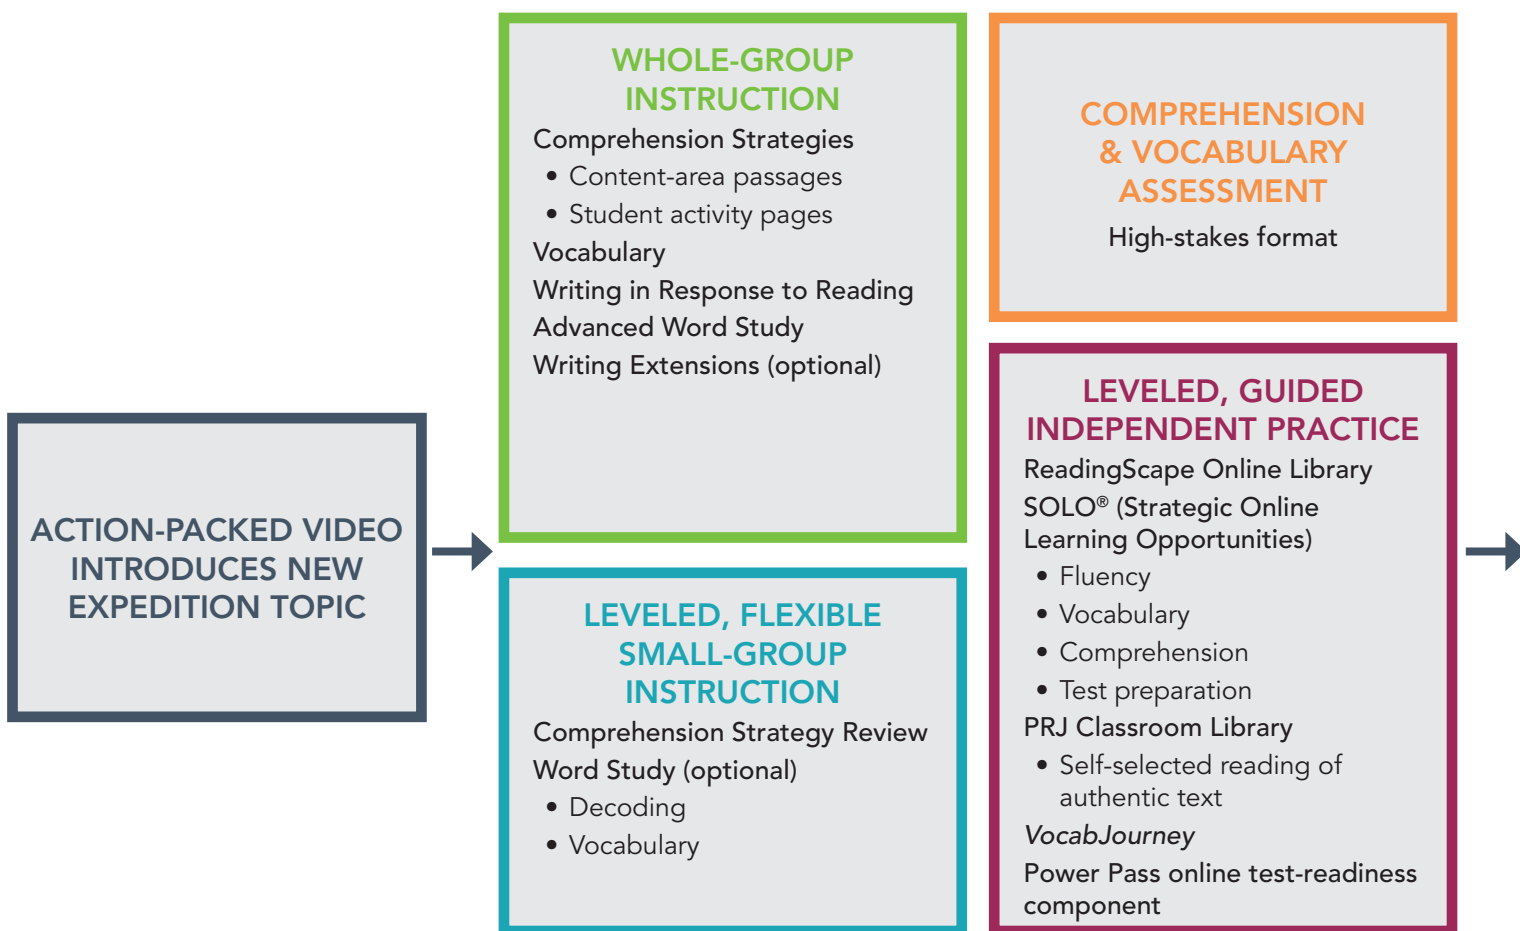 ACTION-PACKED VIDEO
INTRODUCES NEW
EXPEDITION TOPIC
WHOLE-GROUP
INSTRUCTION
Comprehension Strategies
• Content-area passages
• Student activity pages
Vocabulary
Writing in Response to Reading
Advanced Word Study
Writing Extensions (optional)
LEVELED, FLEXIBLE
SMALL-GROUP
INSTRUCTION
Comprehension Strategy Review
Word Study (optional)
• Decoding
• Vocabulary
COMPREHENSION
& VOCABULARY
ASSESSMENT
High-stakes format
LEVELED, GUIDED
INDEPENDENT PRACTICE
ReadingScape Online Library
SOLO® (Strategic Online
Learning Opportunities)
• Fluency
• Vocabulary
• Comprehension
• Test preparation
PRJ Classroom Library
• Self-selected reading of
authentic text
VocabJourney
Power Pass online test-readiness
component